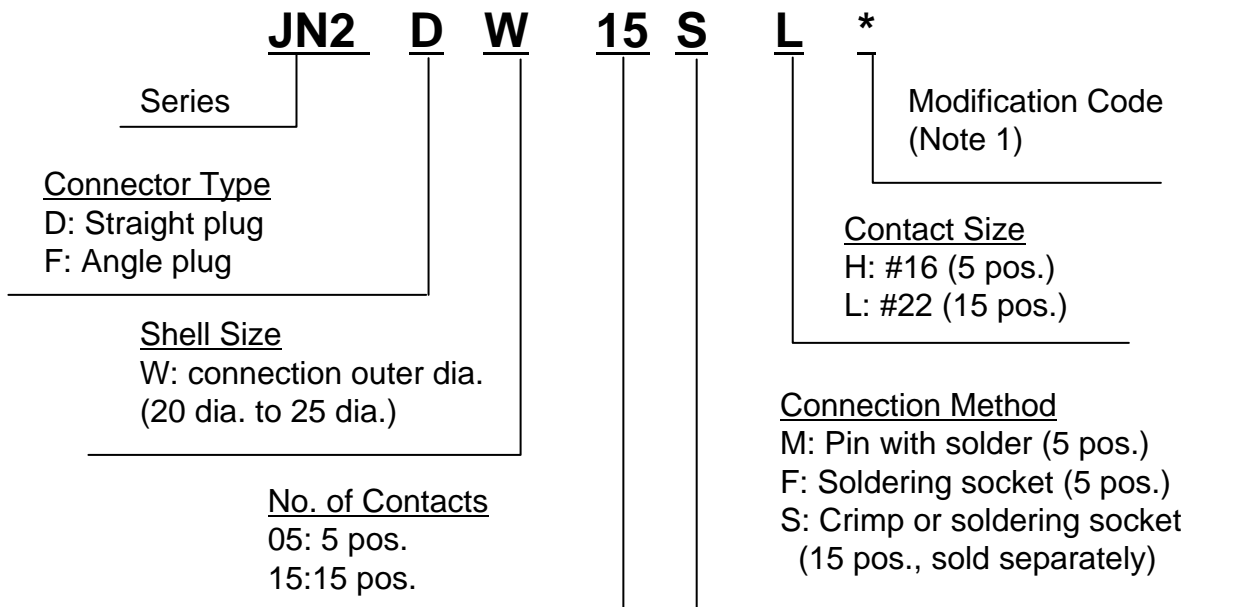 JN2 D W 15 S L *
Series
Modification Code
(Note 1)
Connector Type
D: Straight plug
F: Angle plug
Contact Size
H: #16 (5 pos.)
L: #22 (15 pos.)
Shell Size
W: connection outer dia.
(20 dia. to 25 dia.)
Connection Method
M: Pin with solder (5 pos.)
F: Soldering socket (5 pos.)
S: Crimp or soldering socket
(15 pos., sold separately)
No. of Contacts
05: 5 pos.
15:15 pos.